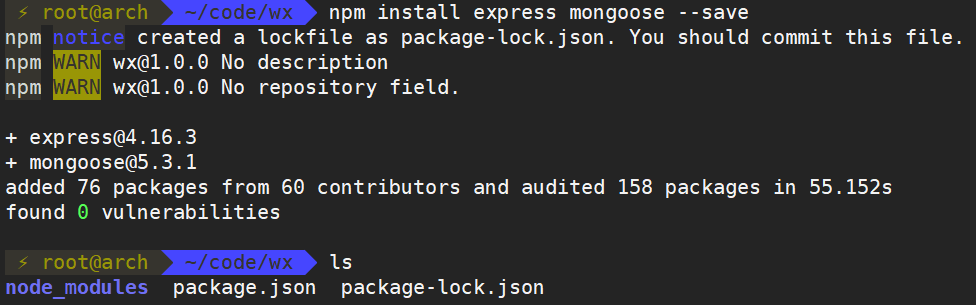 ⚡ root@arch ~/code/wx npm install express mongoose --save
npm notice created a lockfile as package-lock.json. You should commit this file.
npm WARN wx@1.0.0 No description
npm WARN wx@1.0.0 No repository field.
+ express@4.16.3
+ mongoose@5.3.1
added 76 packages from 60 contributors and audited 158 packages in 55.152s
found 0 vulnerabilities
⚡ root@arch ~/code/wx ls
node_modules package.json package-lock.json